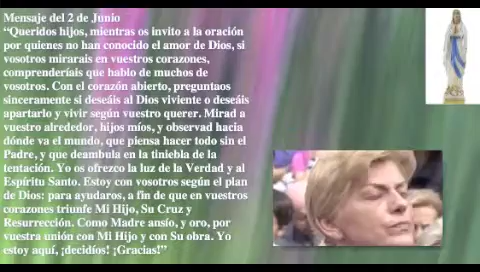 Mensaje del 2 de Junio
“Queridos hijos, mientras os invito a la oración
por quienes no han conocido el amor de Dios, si
vosotros mirarais en vuestros corazones,
comprenderíais que hablo de muchos de
vosotros. Con el corazón abierto, preguntaos
sinceramente si deseáis al Dios viviente o deseáis
apartarlo y vivir según vuestro querer. Mirad a
vuestro alrededor, hijos míos, y observad hacia
dónde va el mundo, que piensa hacer todo sin el
Padre, y que deambula en la tiniebla de la
tentación. Yo os ofrezco la luz de la Verdad y al
Espíritu Santo. Estoy con vosotros según el plan
de Dios: para ayudaros, a fin de que en vuestros
corazones triunfe Mi Hijo, Su Cruz y
Resurrección. Como Madre ansío, y oro, por
vuestra unión con Mi Hijo y con Su obra. Yo
estoy aquí, ¡decidíos! ¡Gracias!”